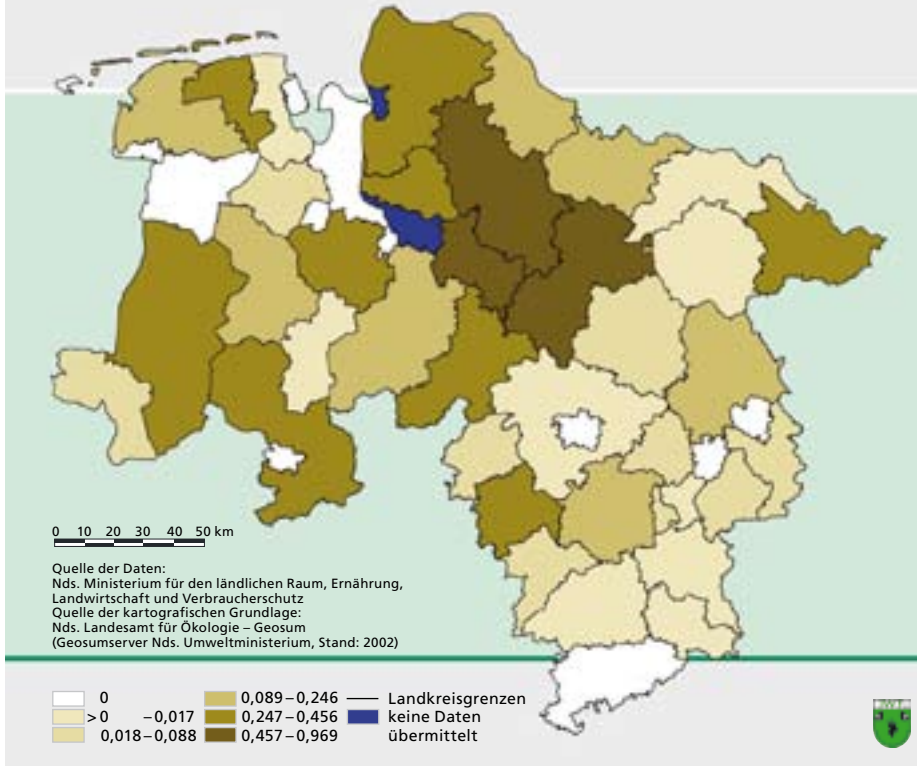 0 10 20 30 40 50 km
Quelle der Daten:
Nds. Ministerium für den ländlichen Raum, Ernährung,
Landwirtschaft und Verbraucherschutz
Quelle der kartografischen Grundlage:
Nds. Landesamt für Ökologie – Geosum
(Geosumserver Nds. Umweltministerium, Stand: 2002)
0
>0 –0,017
0,018–0,088
0,089–0,246
0,247–0,456
0,457–0,969
Landkreisgrenzen
keine Daten
übermittelt